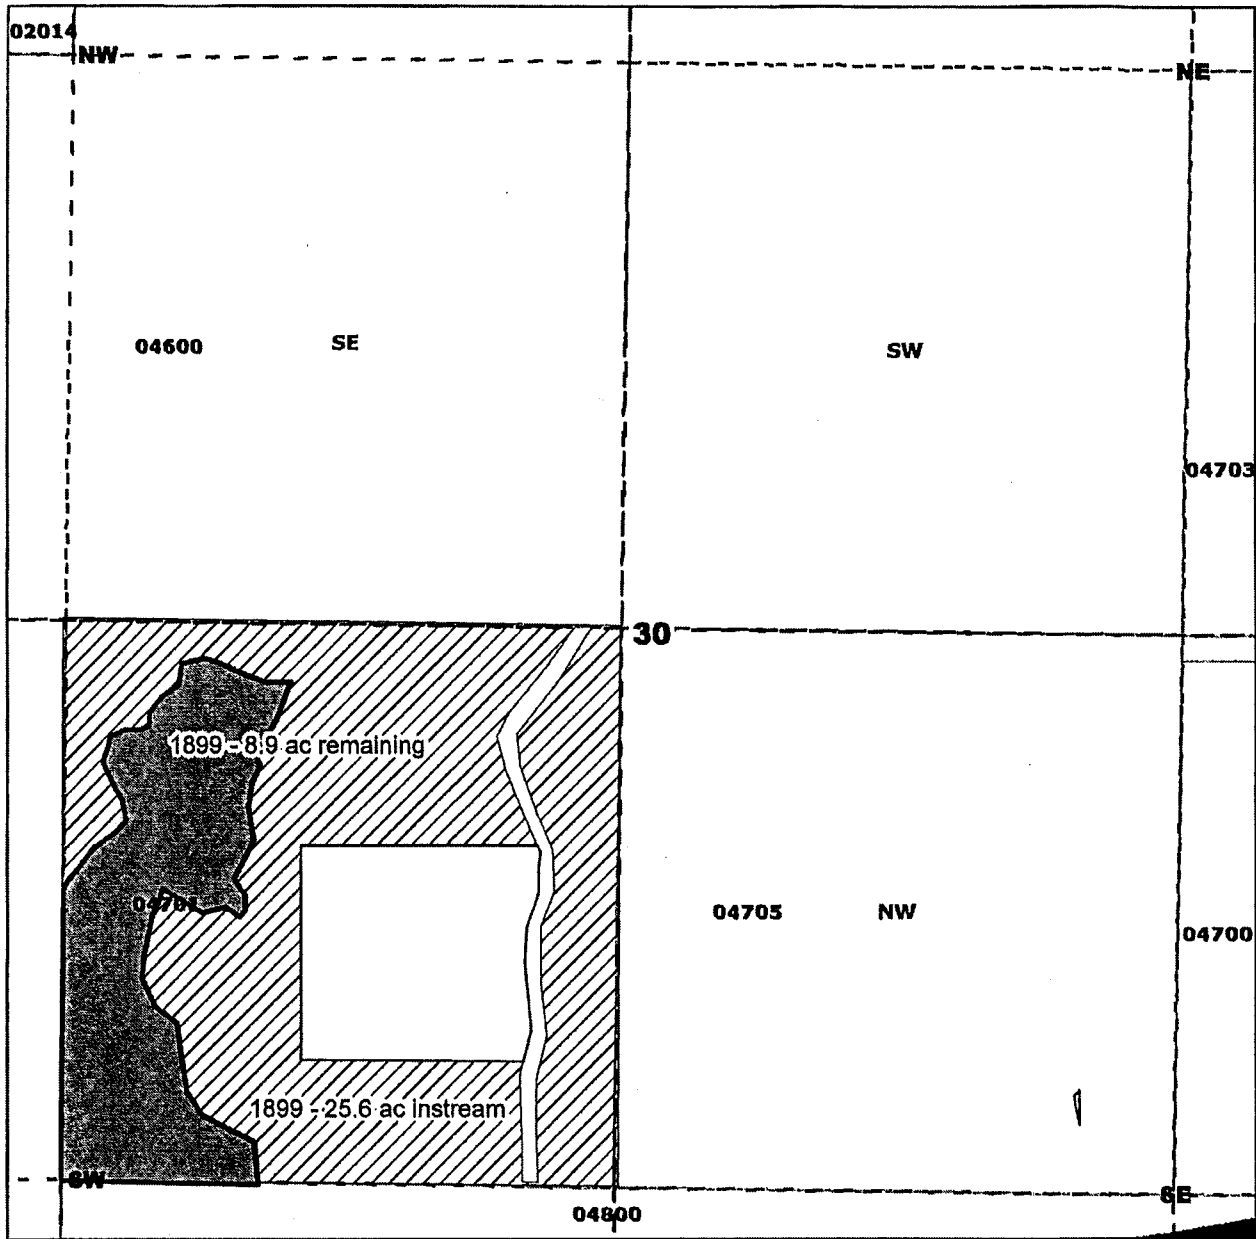 02014
NW
NE
04600
SE
SW
04703
30
1899 - 8.9 ac remaining
04705
NW
04700
1899 - 25.6 ac instream
SW
SE
04800